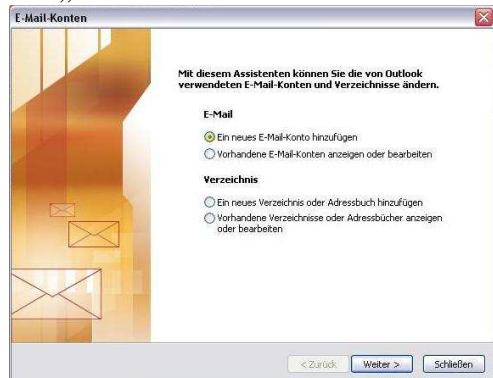 E-Mail-Konten
Mit diesem Assistenten können Sie die von Outlook
verwendeten E-Mail-Konten und Verzeichnisse ändern.
E-Mail
Ein neues E-Mail-Konto hinzufügen
Vorhandene E-Mail-Konten anzeigen oder bearbeiten
Verzeichnis
Ein neues Verzeichnis oder Adressbuch hinzufügen
Vorhandene Verzeichnisse oder Adressbücher anzeigen
oder bearbeiten
< Zurück Weiter > Schließen